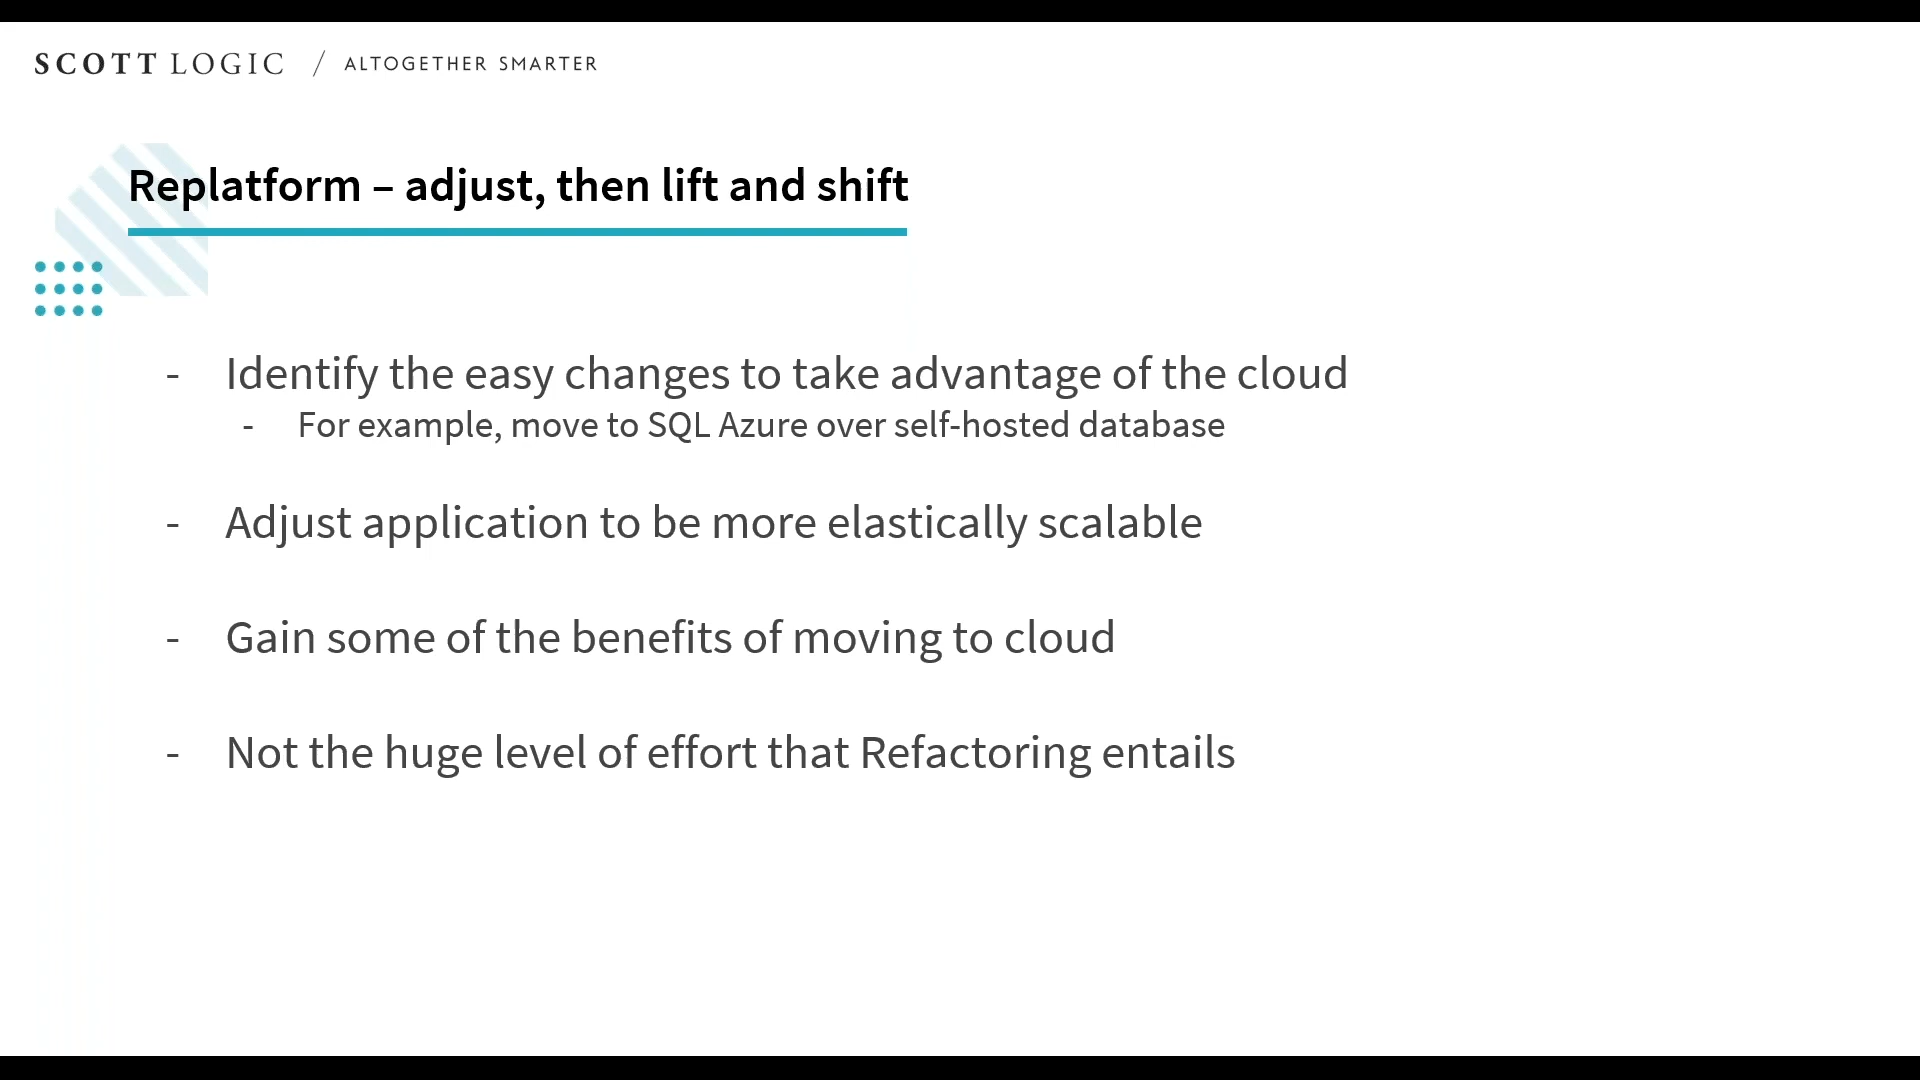 SCOTT LOGIC / ALTOGETHER SMARTER
Replatform – adjust, then lift and shift
- Identify the easy changes to take advantage of the cloud
- For example, move to SQL Azure over self-hosted database
- Adjust application to be more elastically scalable
- Gain some of the benefits of moving to cloud
- Not the huge level of effort that Refactoring entails